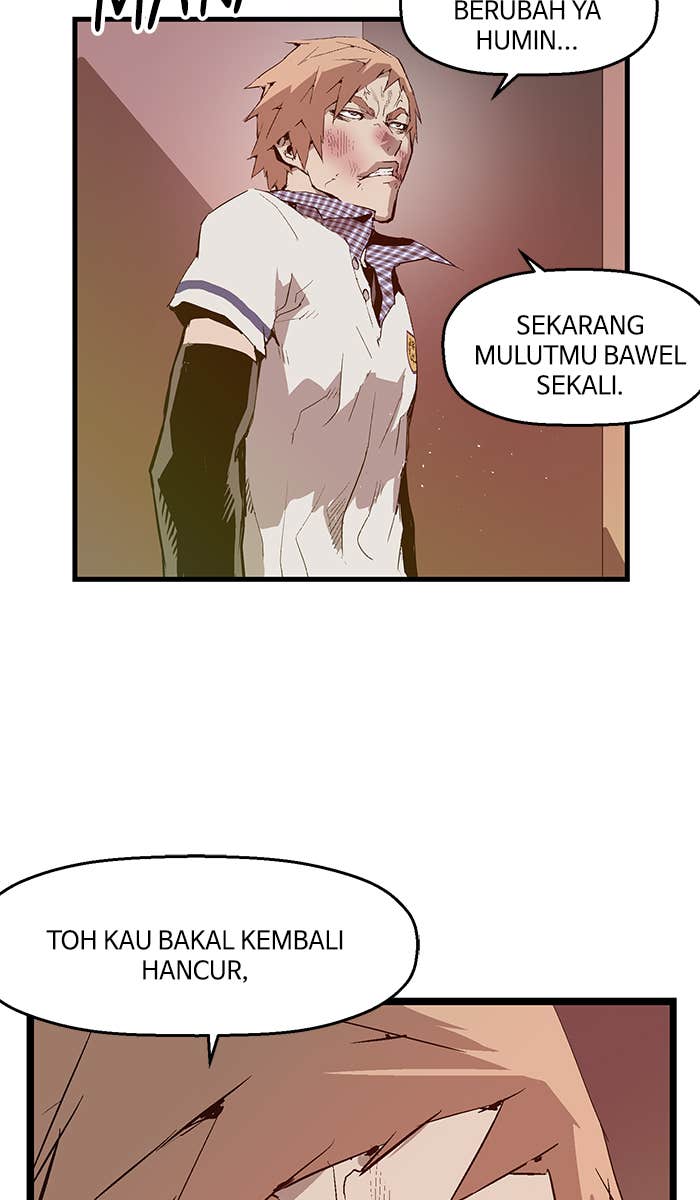 BERUBAH YA
HUMIN...
SEKARANG
MULUTMU BAWEL
SEKALI.
TOH KAU BAKAL KEMBALI
HANCUR,